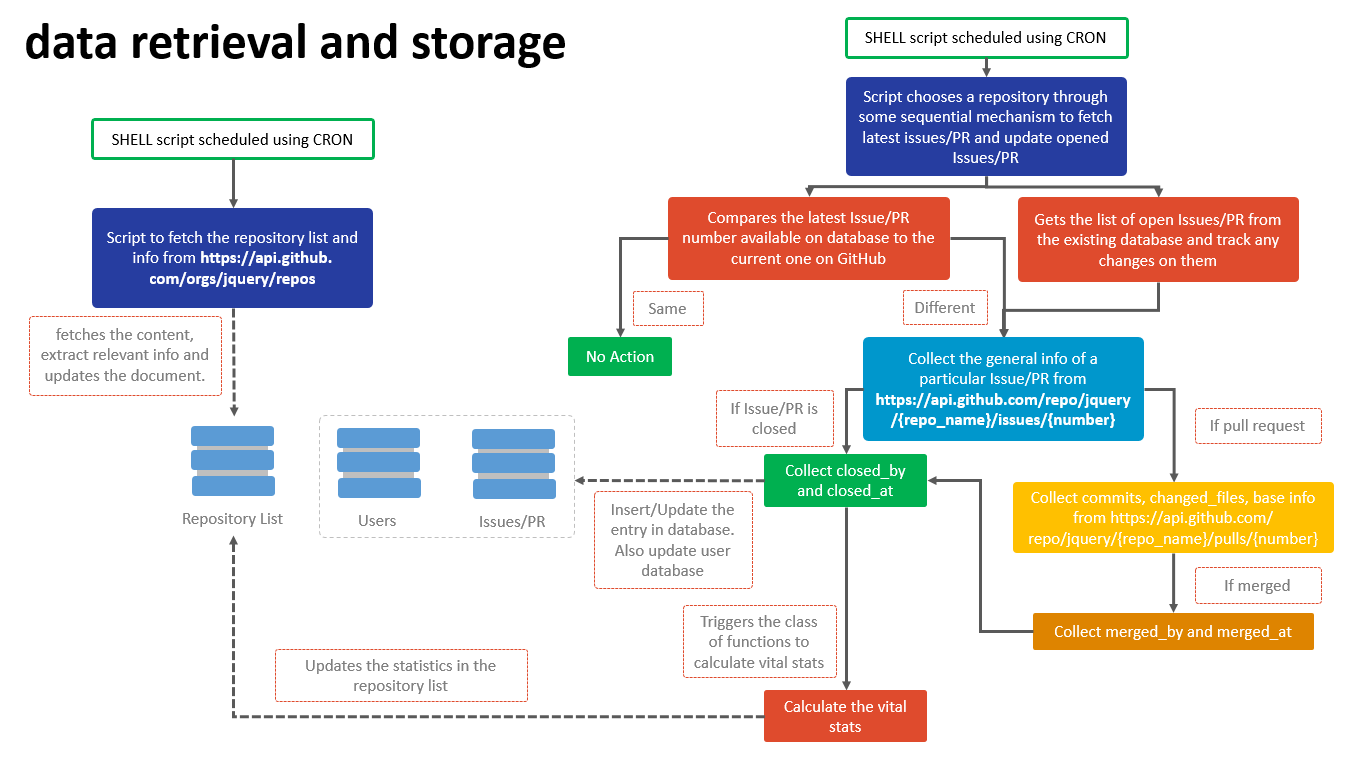 data retrieval and storage
SHELL script scheduled using CRON
Script to fetch the repository list and
info from https://api.github.
com/orgs/jquery/repos
fetches the content,
extract relevant info and
updates the document.
Repository List
Users
Issues/PR
Updates the statistics in the
repository list
SHELL script scheduled using CRON
Script chooses a repository through
some sequential mechanism to fetch
latest issues/PR and update opened
Issues/PR
Compares the latest Issue/PR
number available on database to the
current one on GitHub
Gets the list of open Issues/PR from
the existing database and track any
changes on them
Same
Different
No Action
Collect the general info of a
particular Issue/PR from
https://api.github.com/repo/jquery
/{repo_name}/issues/{number}
If Issue/PR is
closed
If pull request
Collect closed_by
and closed_at
Collect commits, changed_files, base info
from https://api.github.com/
repo/jquery/{repo_name}/pulls/{number}
Insert/Update the
entry in database.
Also update user
database
If merged
Collect merged_by and merged_at
Triggers the class
of functions to
calculate vital stats
Calculate the vital
stats